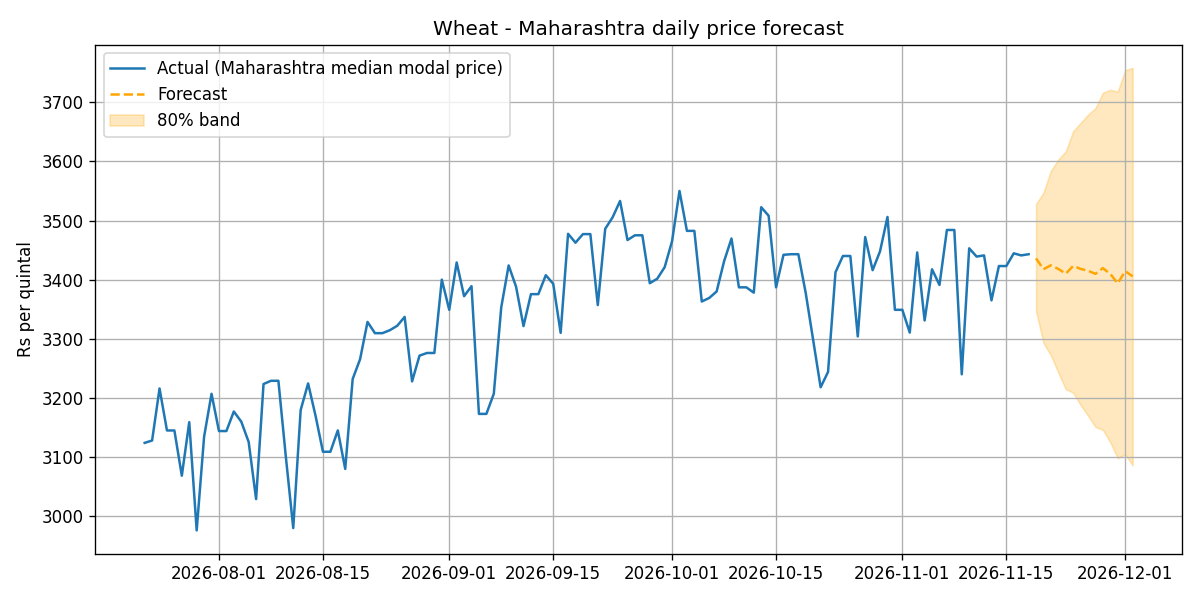 Wheat - Maharashtra daily price forecast
Actual (Maharashtra median modal price)
Forecast
80% band
Rs per quintal
3700
3600
3500
3400
3300
3200
3100
3000
2026-08-01 2026-08-15 2026-09-01 2026-09-15 2026-10-01 2026-10-15 2026-11-01 2026-11-15 2026-12-01